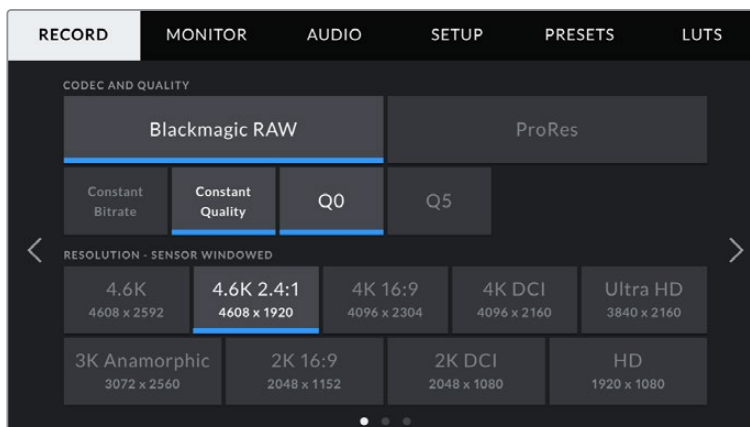 RECORD MONITOR AUDIO SETUP PRESETS LUTS
CODEC AND QUALITY
Blackmagic RAW ProRes
Constant Bitrate Constant Quality Q0 Q5
RESOLUTION - SENSOR WINDOWED
4.6K 4.6K 2.4:1 4K 16:9 4K DCI Ultra HD
4608 x 2592 4608 x 1920 4096 x 2304 4096 x 2160 3840 x 2160
3K Anamorphic 2K 16:9 2K DCI HD
3072 x 2560 2048 x 1152 2048 x 1080 1920 x 1080